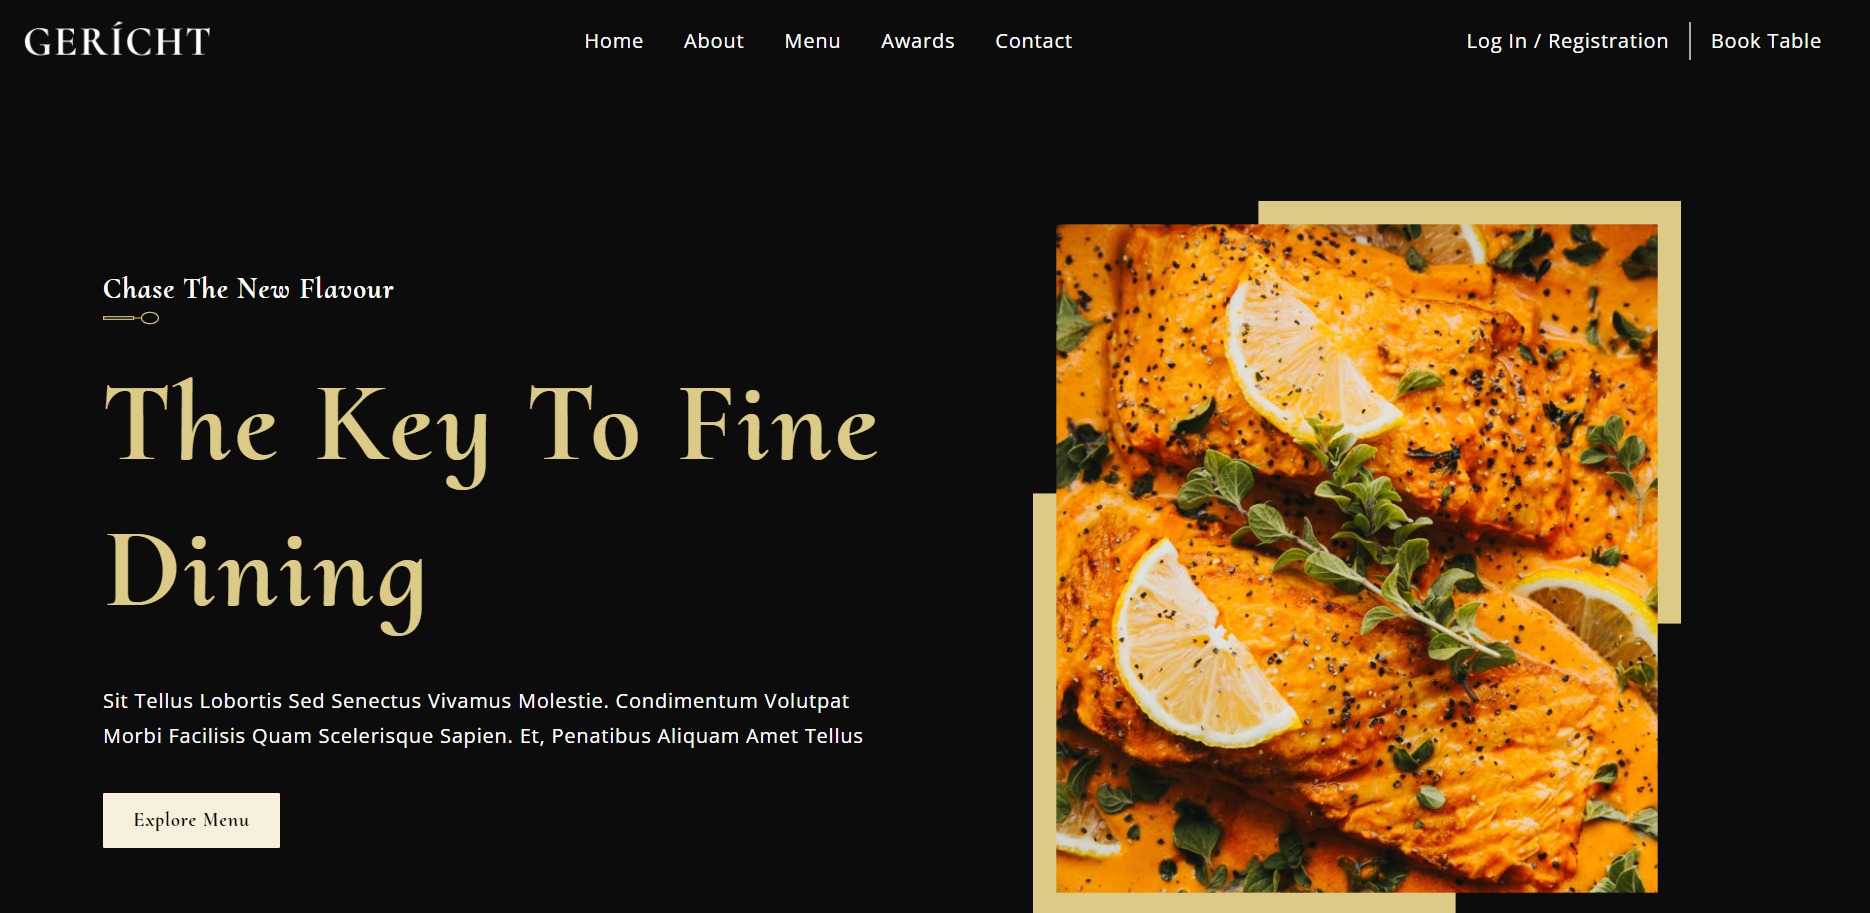 GERÍCHT
Home About Menu Awards Contact
Log In / Registration Book Table
Chase The New Flavour
The Key To Fine
Dining
Sit Tellus Lobortis Sed Senectus Vivamus Molestie. Condimentum Volutpat
Morbi Facilisis Quam Scelerisque Sapien. Et, Penatibus Aliquam Amet Tellus
Explore Menu